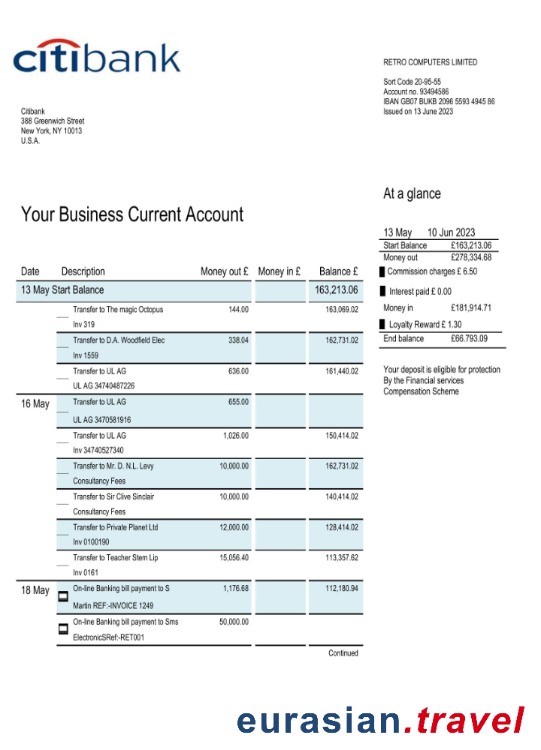 citibank
RETRO COMPUTERS LIMITED
Sort Code 20-95-55
Account no. 93494586
IBAN GB07 BUKB 2096 5593 4945 86
Issued on 13 June 2023
Citibank
388 Greenwich Street
New York, NY 10013
U.S.A.
At a glance
Your Business Current Account
13 May 10 Jun 2023
Start Balance £163,213.06
Money out £278,334.68
Commission charges £ 6.50
Interest paid £ 0.00
Money in £181,914.71
Loyalty Reward £ 1.30
End balance £66.793.09
Your deposit is eligible for protection
By the Financial services
Compensation Scheme
Date Description Money out £ Money in £ Balance £
13 May Start Balance 163,213.06
Transfer to The magic Octopus 144.00 163,069.02
Inv 319
Transfer to D.A. Woodfield Elec 338.04 162,731.02
Inv 1559
Transfer to UL AG 636.00 161,440.02
UL AG 34740487226
16 May Transfer to UL AG 655.00
UL AG 3470581916
Transfer to UL AG 1,026.00 150,414.02
Inv 34740527340
Transfer to Mr. D. N.L. Levy 10,000.00 162,731.02
Consultancy Fees
Transfer to Sir Clive Sinclair 10,000.00 140,414.02
Consultancy Fees
Transfer to Private Planet Ltd 12,000.00 128,414.02
Inv 0100190
Transfer to Teacher Stem Lip 15,056.40 113,357.62
Inv 0161
18 May On-line Banking bill payment to S 1,176.68 112,180.94
Martin REF:-INVOICE 1249
On-line Banking bill payment to Sms 50,000.00
ElectronicSRef:-RET001
Continued
eurasian.travel